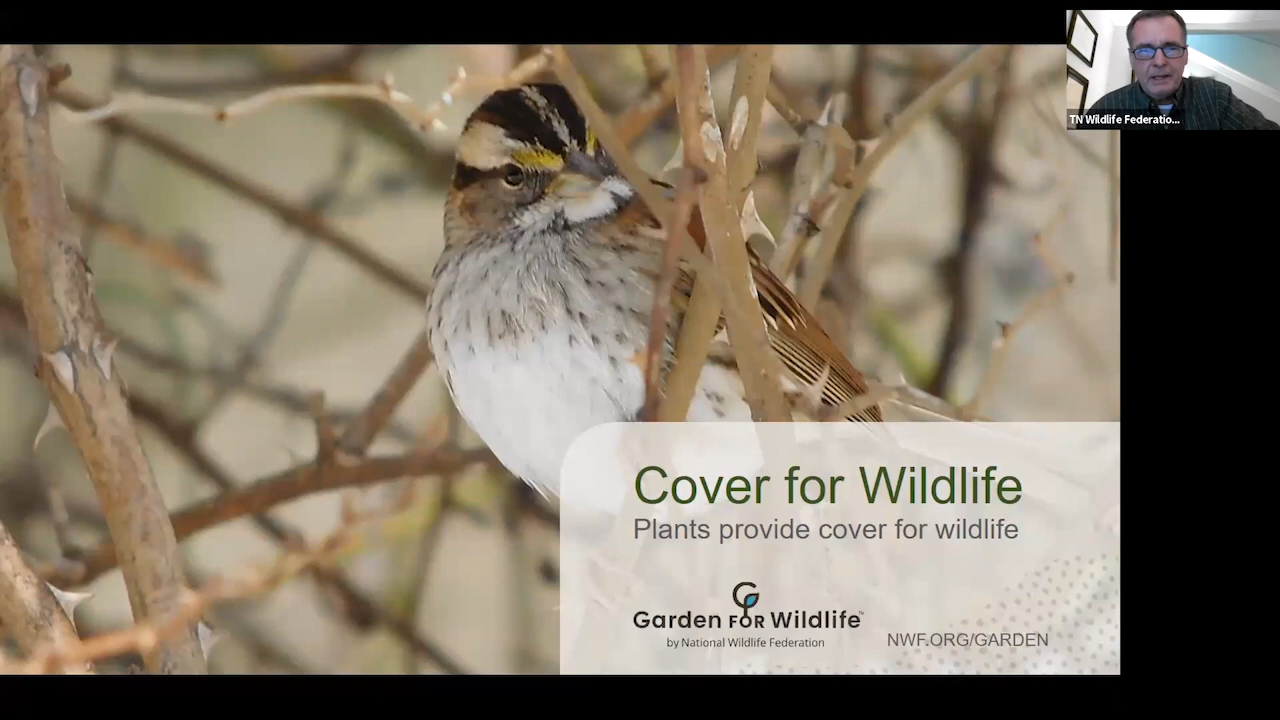 TN Wildlife Federatio...
Cover for Wildlife
Plants provide cover for wildlife
Garden FOR Wildlife™
by National Wildlife Federation
NWF.ORG/GARDEN